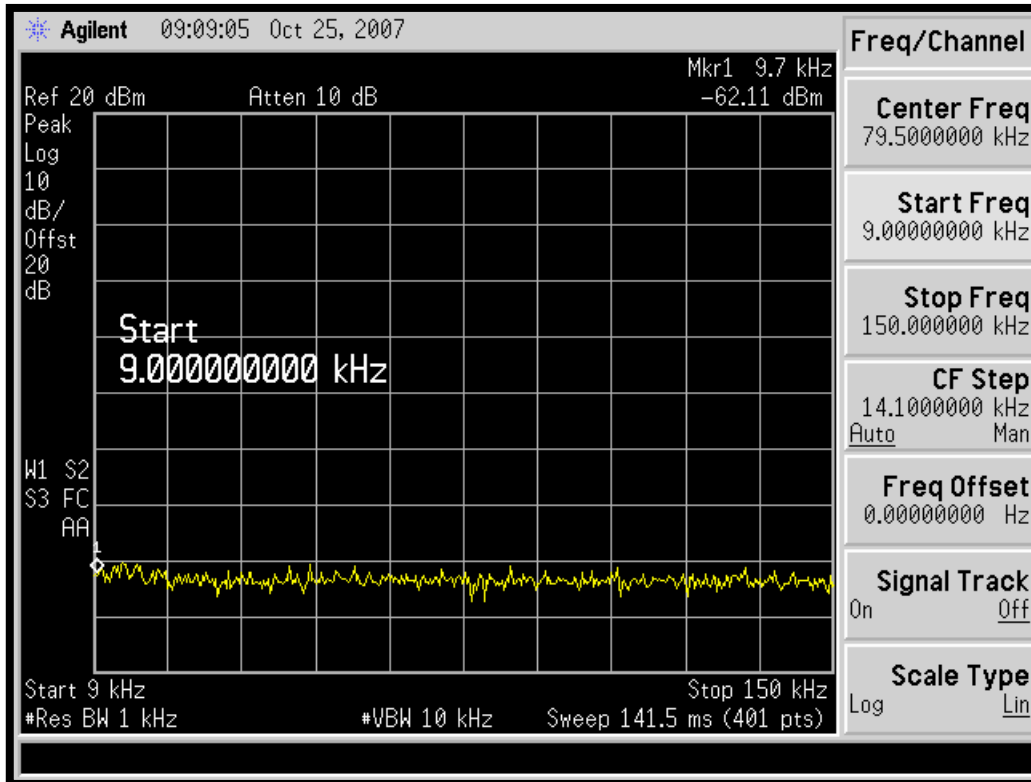 Agilent 09:09:05 Oct 25, 2007
Freq/Channel
Mkr1 9.7 kHz
Ref 20 dBm Atten 10 dB -62.11 dBm
Peak
Log
10
dB/
Offst
20
dB
Start
9.000000000 kHz
W1 S2
S3 FC
AA
1
Start 9 kHz Stop 150 kHz
#Res BW 1 kHz #VBW 10 kHz Sweep 141.5 ms (401 pts)
Center Freq
79.5000000 kHz
Start Freq
9.00000000 kHz
Stop Freq
150.000000 kHz
CF Step
14.1000000 kHz
Auto Man
Freq Offset
0.00000000 Hz
Signal Track
On Off
Scale Type
Log Lin